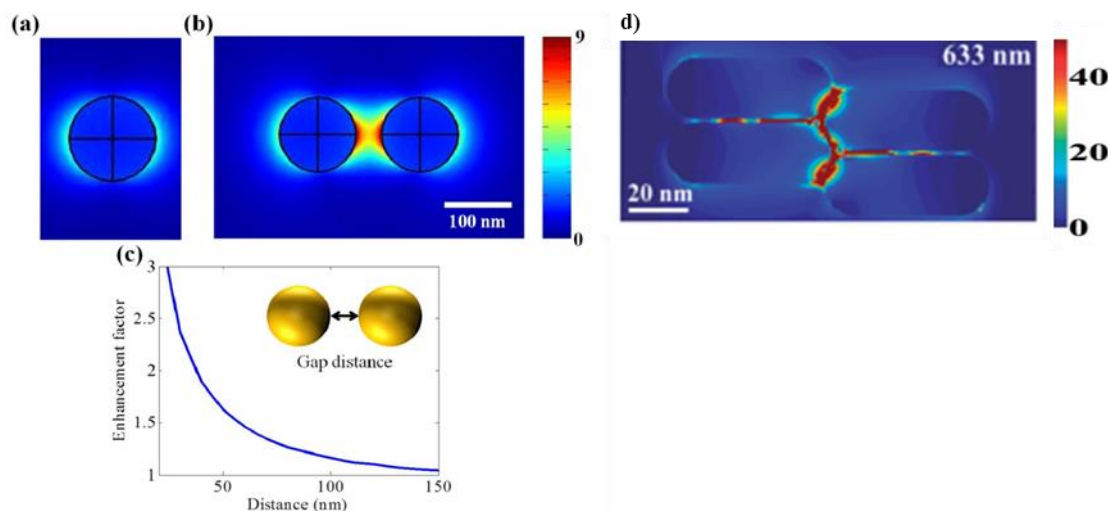 (a)
(b)
9
0
100 nm
d)
633 nm
20 nm
40
20
0
(c)
3
2.5
2
1.5
1
Enhancement factor
Gap distance
50
100
150
Distance (nm)